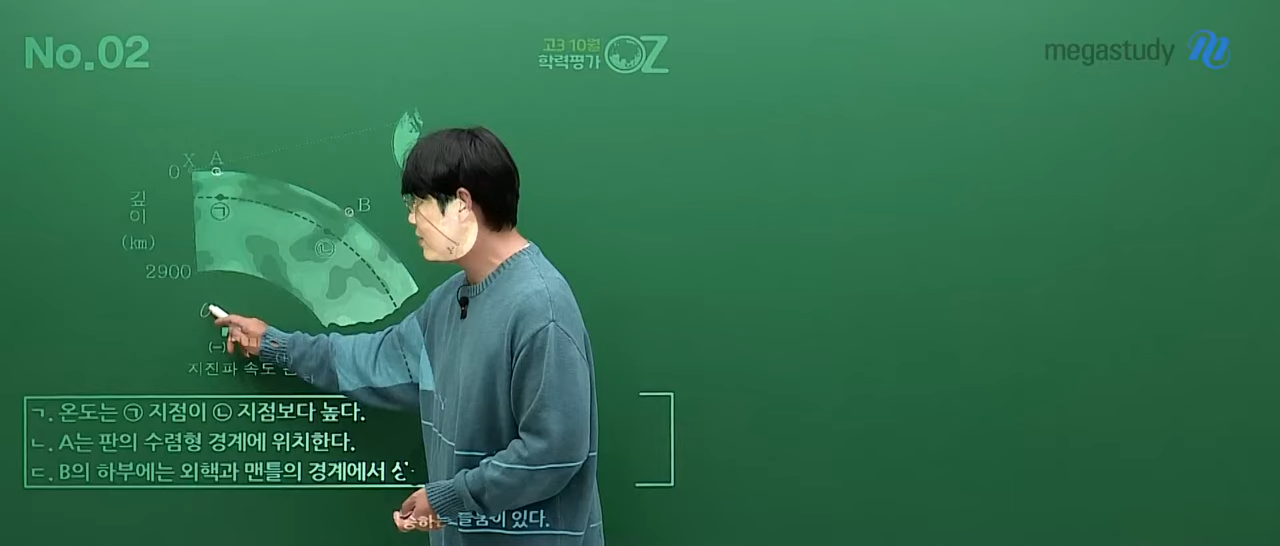 No.02
고3 10월
학력평가 OZ
megastudy
X A
0
깊
이
(㎞)
㉠
B
㉡
2900
(−)
지진파 속도
ㄱ. 온도는 ㉠ 지점이 ㉡ 지점보다 높다.
ㄴ. A는 판의 수렴형 경계에 위치한다.
ㄷ. B의 하부에는 외핵과 맨틀의 경계에서
있다.